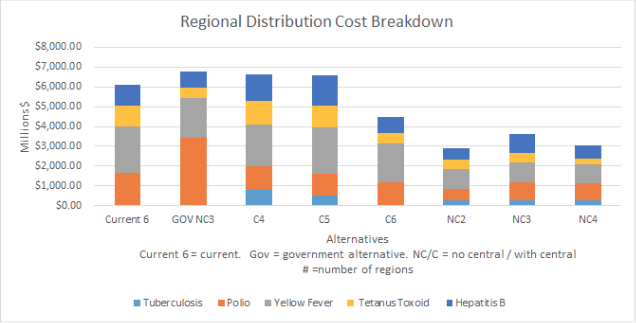 Regional Distribution Cost Breakdown
$8,000.00
$7,000.00
$6,000.00
$5,000.00
$4,000.00
$3,000.00
$2,000.00
$1,000.00
$0.00
Millions$
Current 6 GOV NC3 C4 C5 C6 NC2 NC3 NC4
Alternatives
Current 6 = current. Gov = government alternative. NC/C = no central / with central
# =number of regions
Tuberculosis Polio Yellow Fever Tetanus Toxoid Hepatitis B